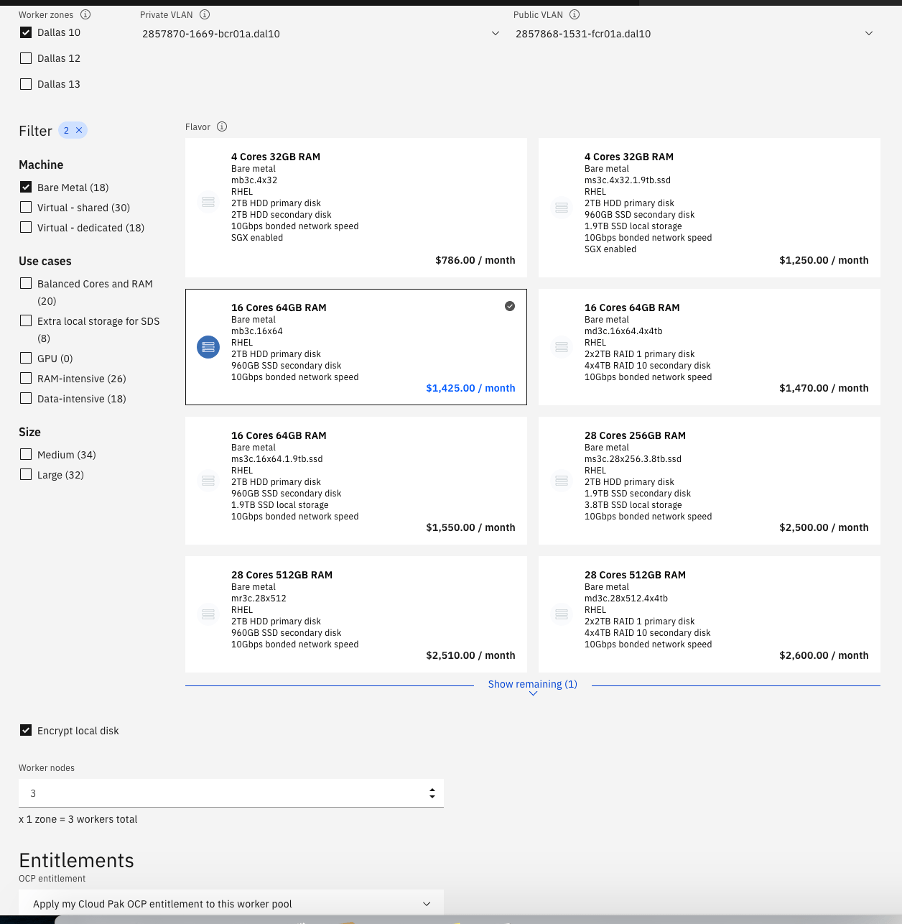 Worker zones
Private VLAN
Public VLAN
Dallas 10
2857870-1669-bcr01a.dal10
2857868-1531-fcr01a.dal10
Dallas 12
Dallas 13
Filter 2 ×
Machine
Bare Metal (18)
Virtual - shared (30)
Virtual - dedicated (18)
Use cases
Balanced Cores and RAM
(20)
Extra local storage for SDS
(8)
GPU (0)
RAM-intensive (26)
Data-intensive (18)
Size
Medium (34)
Large (32)
Flavor
4 Cores 32GB RAM
Bare metal
mb3c.4x32
RHEL
2TB HDD primary disk
2TB HDD secondary disk
10Gbps bonded network speed
SGX enabled
$786.00 / month
4 Cores 32GB RAM
Bare metal
ms3c.4x32.1.9tb.ssd
RHEL
2TB HDD primary disk
960GB SSD secondary disk
1.9TB SSD local storage
10Gbps bonded network speed
SGX enabled
$1,250.00 / month
16 Cores 64GB RAM
Bare metal
mb3c.16x64
RHEL
2TB HDD primary disk
960GB SSD secondary disk
10Gbps bonded network speed
$1,425.00 / month
16 Cores 64GB RAM
Bare metal
md3c.16x64.4x4tb
RHEL
2x2TB RAID 1 primary disk
4x4TB RAID 10 secondary disk
10Gbps bonded network speed
$1,470.00 / month
16 Cores 64GB RAM
Bare metal
ms3c.16x64.1.9tb.ssd
RHEL
2TB HDD primary disk
960GB SSD secondary disk
1.9TB SSD local storage
10Gbps bonded network speed
$1,550.00 / month
28 Cores 256GB RAM
Bare metal
ms3c.28x256.3.8tb.ssd
RHEL
2TB HDD primary disk
1.9TB SSD secondary disk
3.8TB SSD local storage
10Gbps bonded network speed
$2,500.00 / month
28 Cores 512GB RAM
Bare metal
mr3c.28x512
RHEL
2TB HDD primary disk
960GB SSD secondary disk
10Gbps bonded network speed
$2,510.00 / month
28 Cores 512GB RAM
Bare metal
md3c.28x512.4x4tb
RHEL
2x2TB RAID 1 primary disk
4x4TB RAID 10 secondary disk
10Gbps bonded network speed
$2,600.00 / month
Show remaining (1)
Encrypt local disk
Worker nodes
3
x 1 zone = 3 workers total
Entitlements
OCP entitlement
Apply my Cloud Pak OCP entitlement to this worker pool